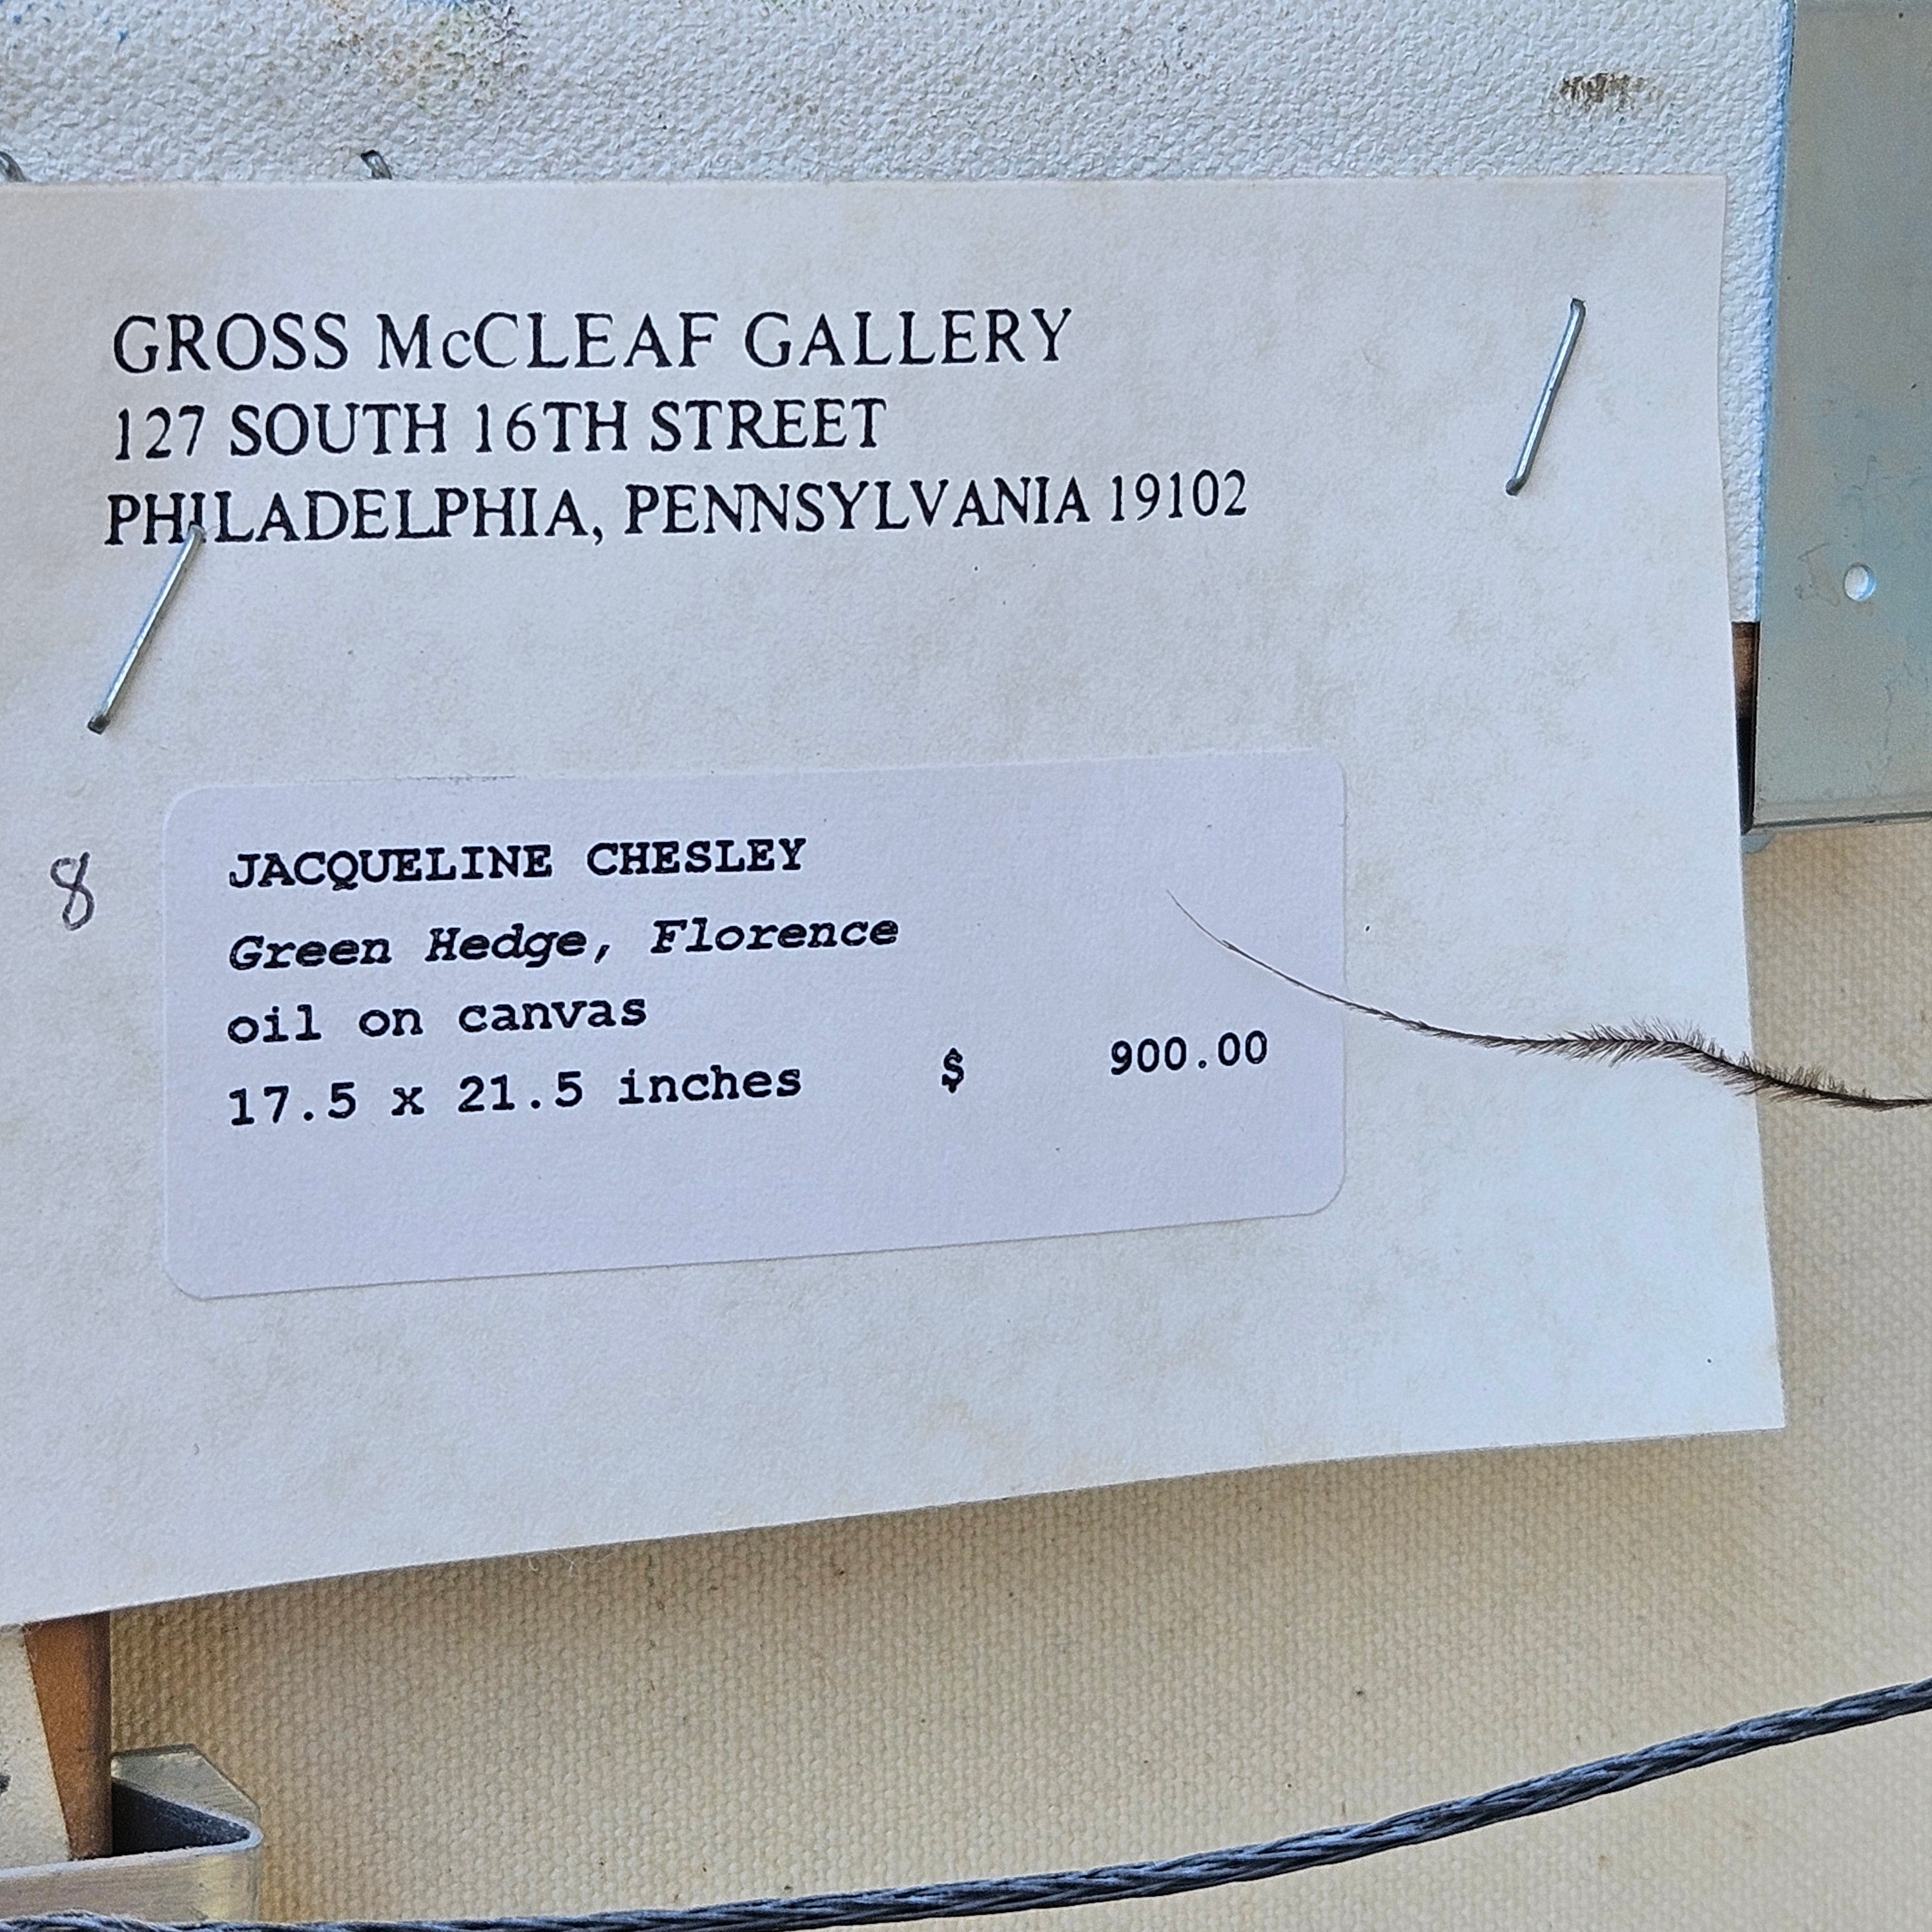 GROSS McCLEAF GALLERY
127 SOUTH 16TH STREET
PHILADELPHIA, PENNSYLVANIA 19102
JACQUELINE CHESLEY
8
Green Hedge, Florence
oil on canvas
17.5 x 21.5 inches $ 900.00